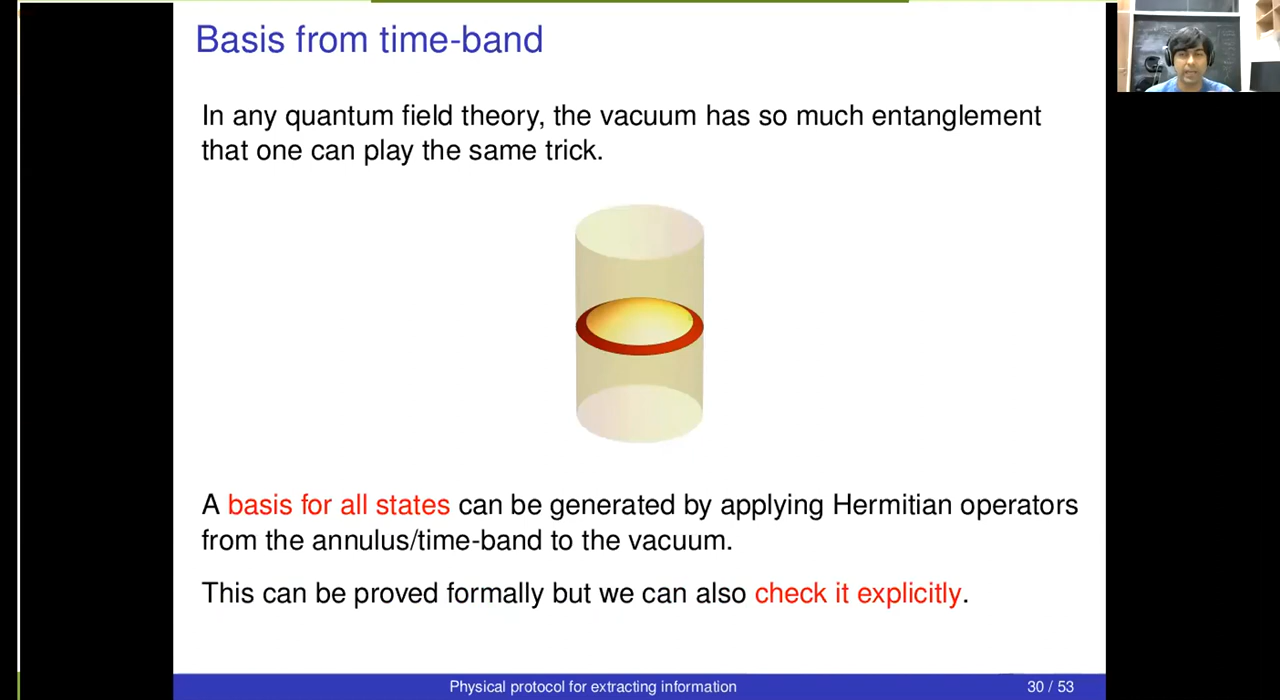 Basis from time-band
In any quantum field theory, the vacuum has so much entanglement
that one can play the same trick.
A basis for all states can be generated by applying Hermitian operators
from the annulus/time-band to the vacuum.
This can be proved formally but we can also check it explicitly.
Physical protocol for extracting information
30 / 53